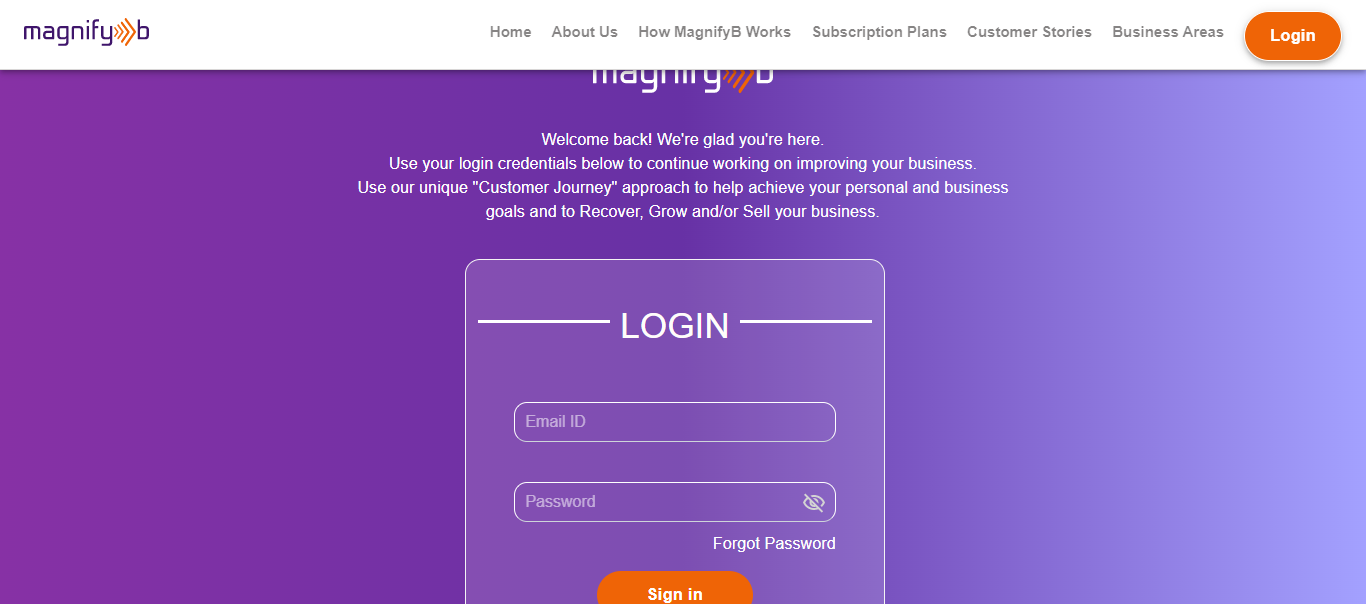 magnifyb
Home About Us How MagnifyB Works Subscription Plans Customer Stories Business Areas Login
magnifyb
Welcome back! We're glad you're here.
Use your login credentials below to continue working on improving your business.
Use our unique "Customer Journey" approach to help achieve your personal and business
goals and to Recover, Grow and/or Sell your business.
LOGIN
Email ID
Password
Forgot Password
Sign in